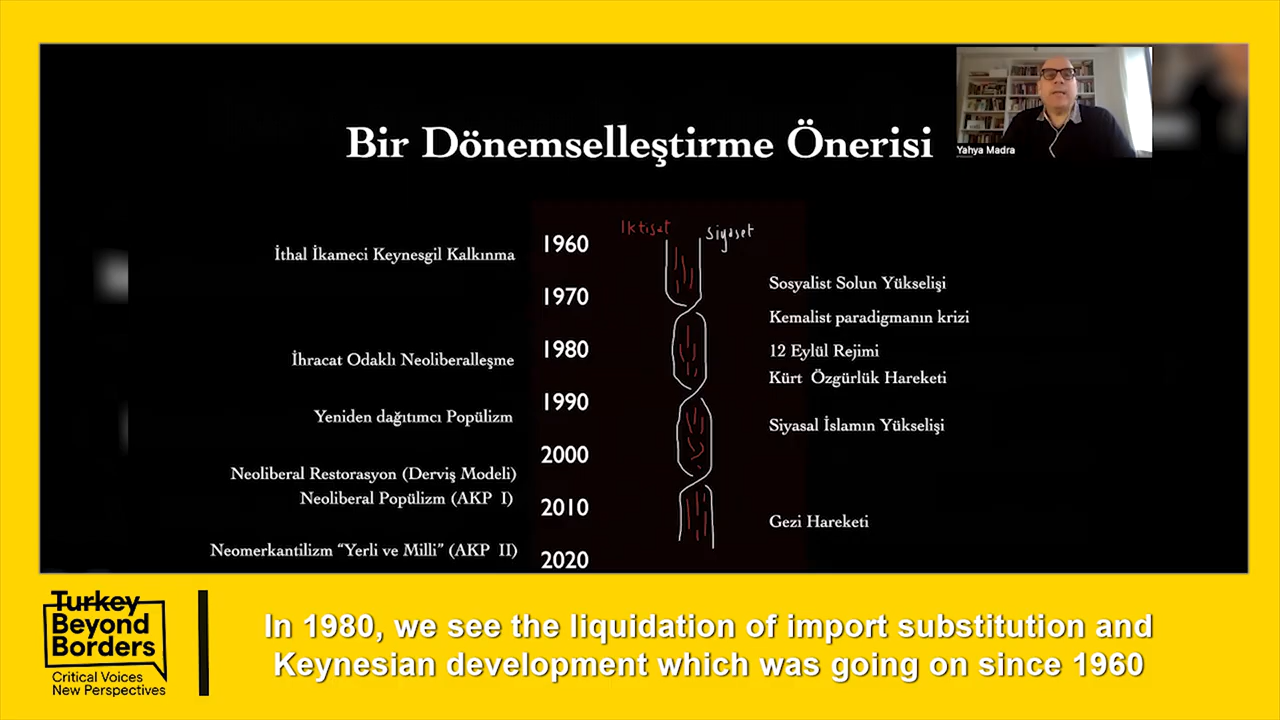 Yahya Madra
Bir Dönemselleştirme Önerisi
Iktisat
siyaset
İthal İkameci Keynesgil Kalkınma
1960
Sosyalist Solun Yükselişi
1970
Kemalist paradigmanın krizi
İhracat Odaklı Neoliberalleşme
1980
12 Eylül Rejimi
Kürt Özgürlük Hareketi
Yeniden dağıtımcı Popülizm
1990
Siyasal İslamın Yükselişi
2000
Neoliberal Restorasyon (Derviş Modeli)
Neoliberal Popülizm (AKP I)
2010
Gezi Hareketi
Neomerkantilizm “Yerli ve Milli” (AKP II)
2020
Turkey
Beyond
Borders
Critical Voices
New Perspectives
In 1980, we see the liquidation of import substitution and
Keynesian development which was going on since 1960